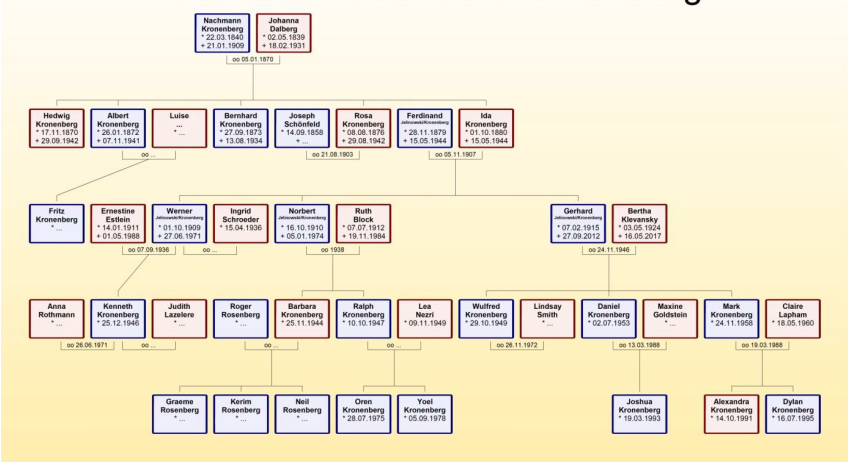 Nachmann
Kronenberg
* 22.03.1840
+ 21.01.1909
Johanna
Dalberg
* 02.05.1839
+ 18.02.1931
oo 05.01.1870
Hedwig
Kronenberg
* 17.11.1870
+ 29.09.1942
Albert
Kronenberg
* 26.01.1872
+ 07.11.1941
Luise
...
* ...
Bernhard
Kronenberg
* 27.09.1873
+ 13.08.1934
Joseph
Schönfeld
* 14.09.1858
+ ...
Rosa
Kronenberg
* 08.08.1876
+ 29.08.1942
Ferdinand
Jelinowski/Kronenberg
* 28.11.1879
+ 15.05.1944
Ida
Kronenberg
* 01.10.1880
+ 15.05.1944
oo ...
oo 21.08.1903
oo 05.11.1907
Fritz
Kronenberg
* ...
Ernestine
Estlein
* 14.01.1911
+ 01.05.1988
Werner
Jelinowski/Kronenberg
* 01.10.1909
+ 27.06.1971
Ingrid
Schroeder
* 15.04.1936
Norbert
Jelinowski/Kronenberg
* 16.10.1910
+ 05.01.1974
Ruth
Block
* 07.07.1912
+ 19.11.1984
Gerhard
Jelinowski/Kronenberg
* 07.02.1915
+ 27.09.2012
Bertha
Klevansky
* 03.05.1924
+ 16.05.2017
oo 07.09.1936
oo ...
oo 1938
oo 24.11.1946
Anna
Rothmann
* ...
Kenneth
Kronenberg
* 25.12.1946
Judith
Lazelere
* ...
Roger
Rosenberg
* ...
Barbara
Kronenberg
* 25.11.1944
Ralph
Kronenberg
* 10.10.1947
Lea
Nezri
* 09.11.1949
Wulfred
Kronenberg
* 29.10.1949
Lindsay
Smith
* ...
Daniel
Kronenberg
* 02.07.1953
Maxine
Goldstein
* ...
Mark
Kronenberg
* 24.11.1958
Claire
Lapham
* 18.05.1960
oo 26.06.1971
oo ...
oo ...
oo ...
oo 26.11.1972
oo 13.03.1988
oo 19.03.1988
Graeme
Rosenberg
* ...
Kerim
Rosenberg
* ...
Neil
Rosenberg
* ...
Oren
Kronenberg
* 28.07.1975
Yoel
Kronenberg
* 05.09.1978
Joshua
Kronenberg
* 19.03.1993
Alexandra
Kronenberg
* 14.10.1991
Dylan
Kronenberg
* 16.07.1995